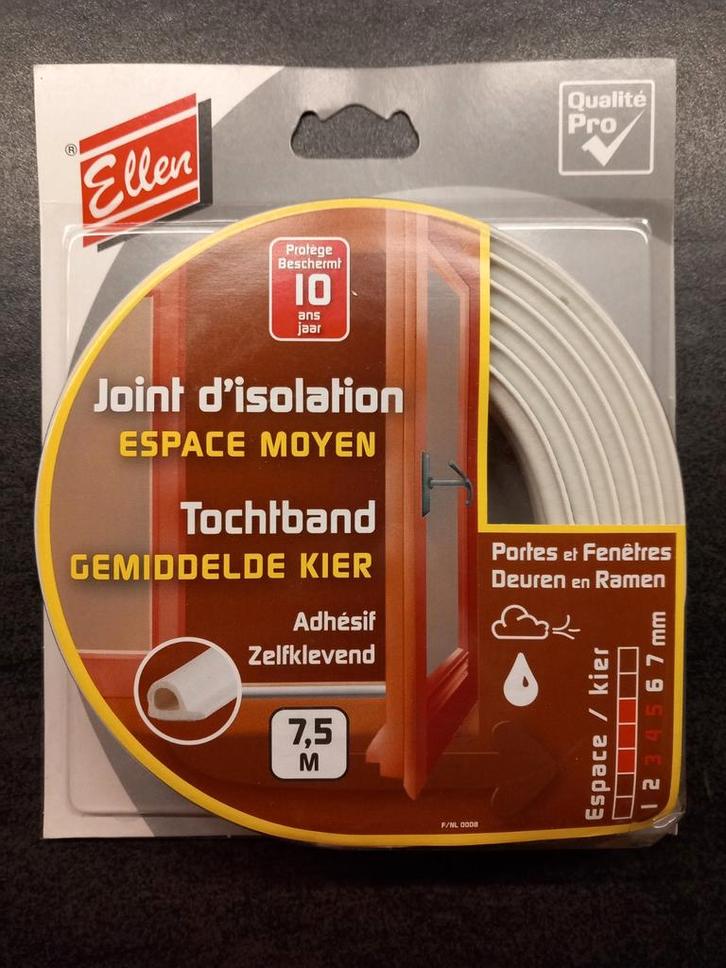 ® Ellen
Qualité
Pro
Protège
Beschermt
10
ans
jaar
Joint d'isolation
ESPACE MOYEN
Tochtband
GEMIDDELDE KIER
Adhésif
Zelfklevend
7,5
M
Portes et Fenêtres
Deuren en Ramen
Espace / kier
1 2 3 4 5 6 7 mm
F/NL 0008